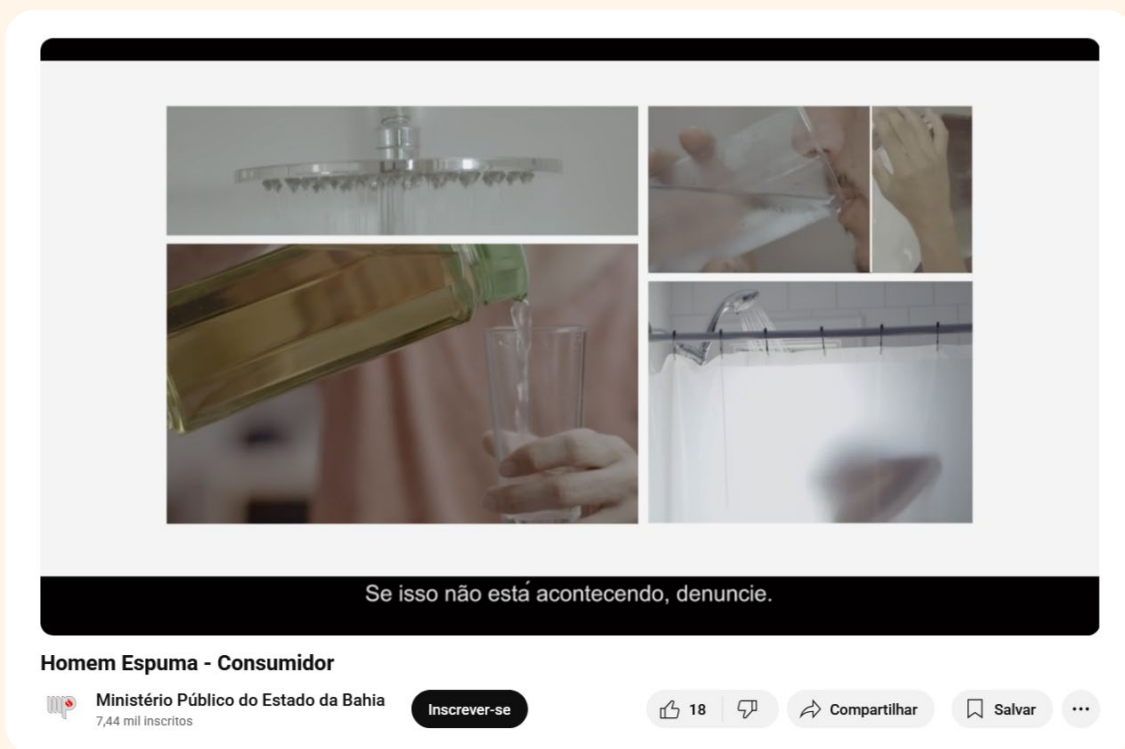 Se isso não está acontecendo, denuncie.
Homem Espuma - Consumidor
mp
Ministério Público do Estado da Bahia
7,44 mil inscritos
Inscrever-se
18
Compartilhar
Salvar